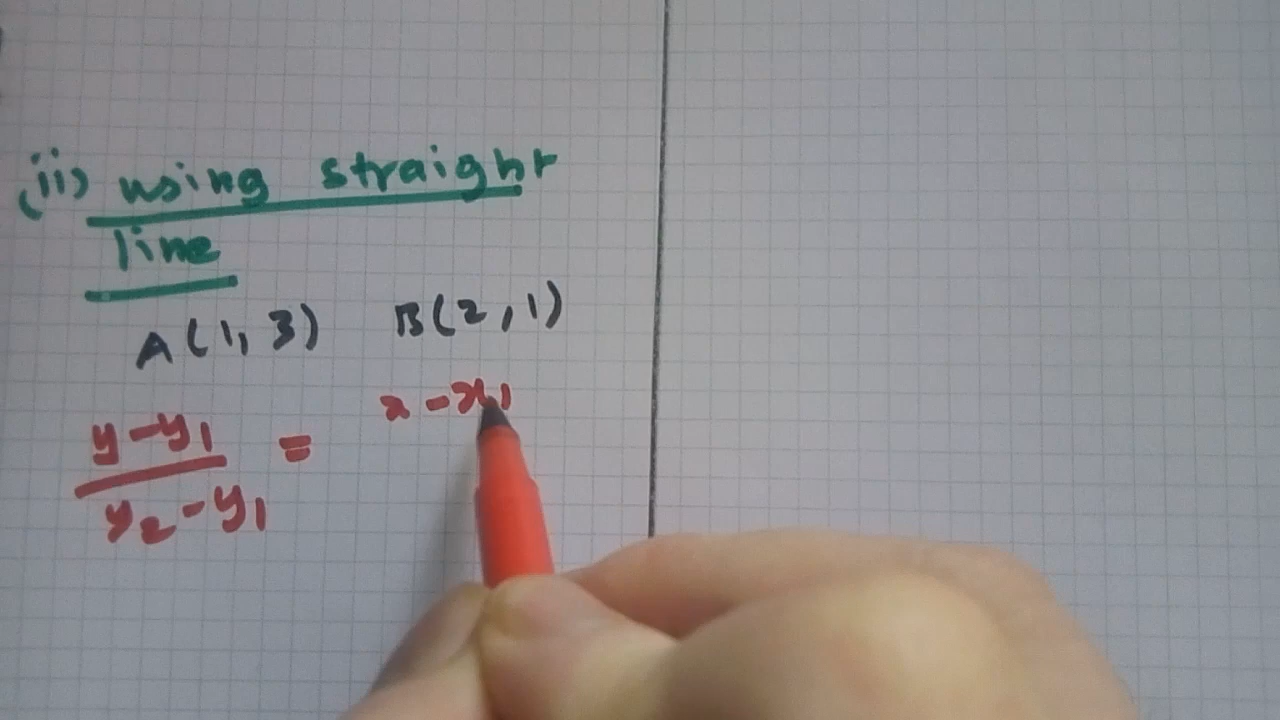 (ii) using straight
line
A(1,3) B(2,1)
y-y₁ = x-x₁
y₂-y₁